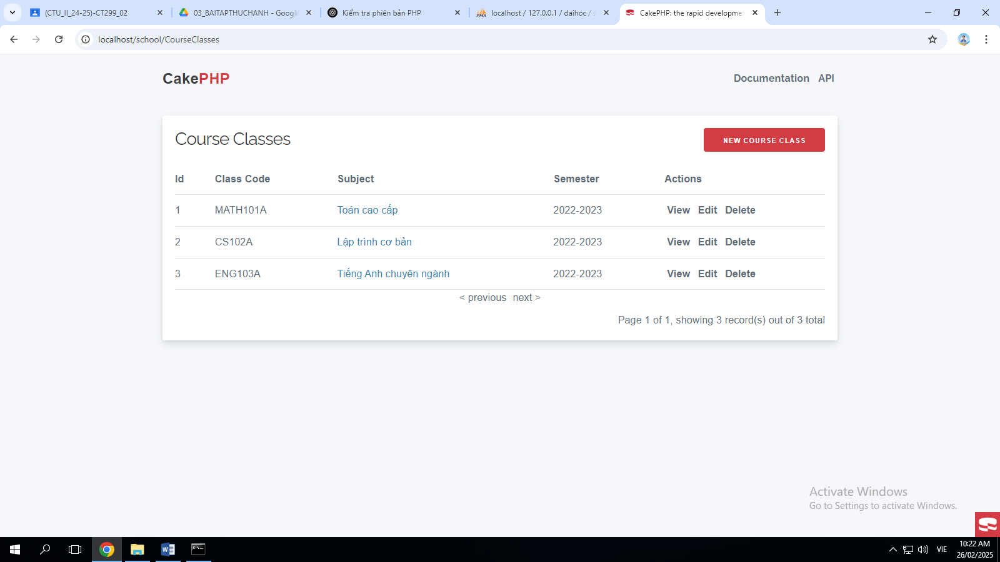 (CTU_II_24-25)-CT299_02
03_BAITAPTHUCHANH - Google
Kiểm tra phiên bản PHP
localhost / 127.0.0.1 / daihoc / s
CakePHP: the rapid developme
localhost/school/CourseClasses
CakePHP
Documentation API
Course Classes
NEW COURSE CLASS
Id Class Code Subject Semester Actions
1 MATH101A Toán cao cấp 2022-2023 View Edit Delete
2 CS102A Lập trình cơ bản 2022-2023 View Edit Delete
3 ENG103A Tiếng Anh chuyên ngành 2022-2023 View Edit Delete
< previous next >
Page 1 of 1, showing 3 record(s) out of 3 total
Activate Windows
Go to Settings to activate Windows.
VIE
10:22 AM
26/02/2025